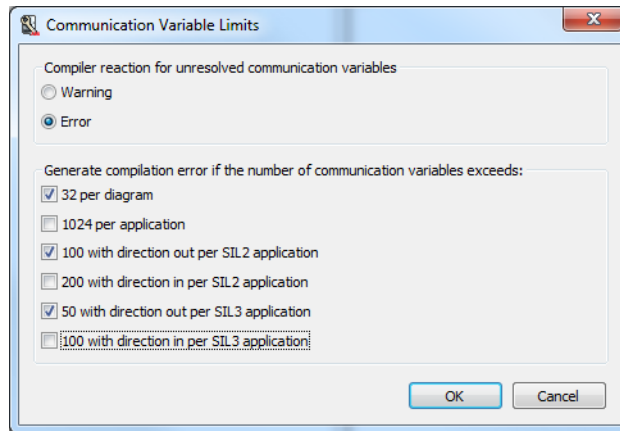 Communication Variable Limits
Compiler reaction for unresolved communication variables
Warning
Error
Generate compilation error if the number of communication variables exceeds:
32 per diagram
1024 per application
100 with direction out per SIL2 application
200 with direction in per SIL2 application
50 with direction out per SIL3 application
100 with direction in per SIL3 application
OK Cancel